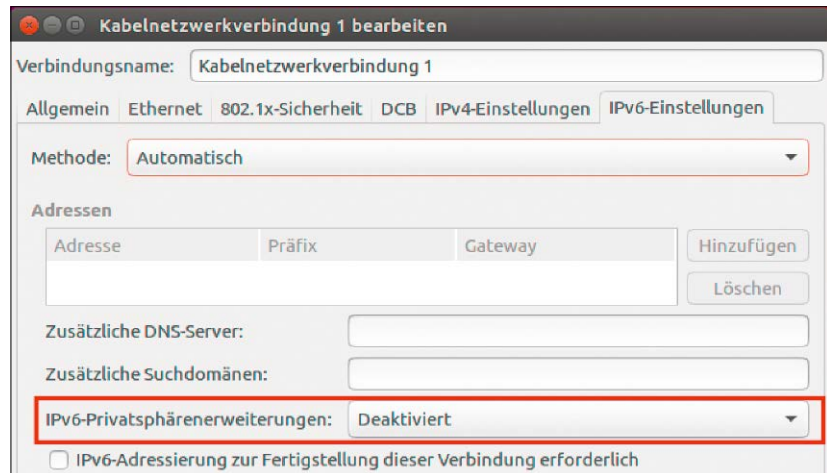 Kabelnetzwerkverbindung 1 bearbeiten
Verbindungsname: Kabelnetzwerkverbindung 1
Allgemein Ethernet 802.1x-Sicherheit DCB IPv4-Einstellungen IPv6-Einstellungen
Methode: Automatisch
Adressen
Adresse Präfix Gateway Hinzufügen
Löschen
Zusätzliche DNS-Server:
Zusätzliche Suchdomänen:
IPv6-Privatsphärenerweiterungen: Deaktiviert
IPv6-Adressierung zur Fertigstellung dieser Verbindung erforderlich